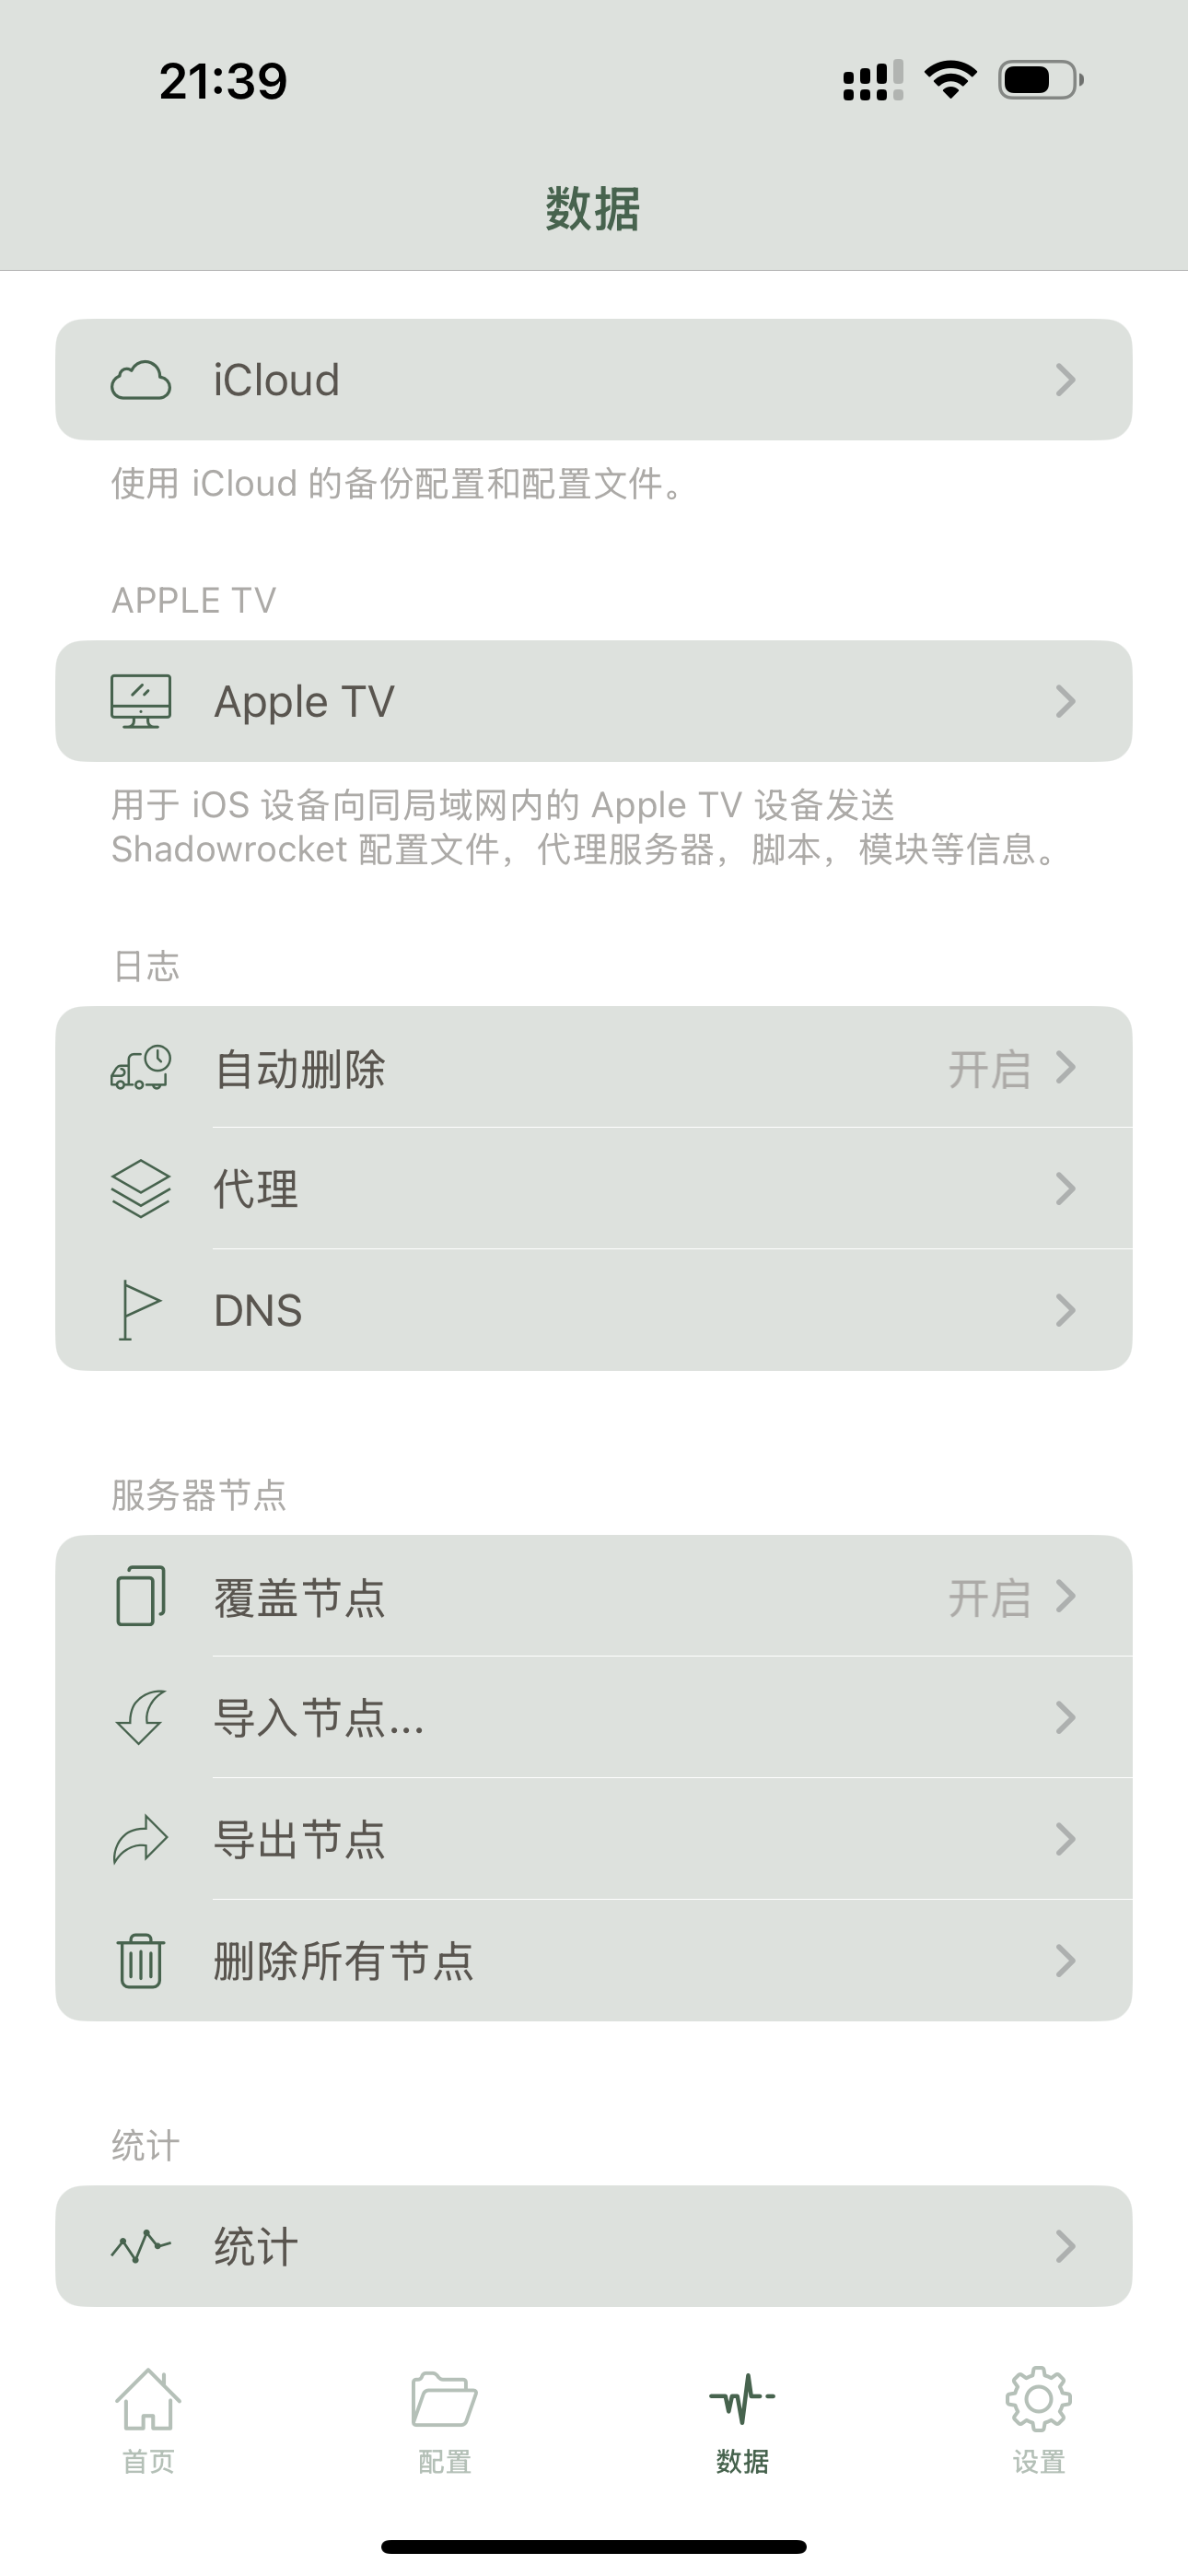 21:39
数据
iCloud
使用 iCloud 的备份配置和配置文件。
APPLE TV
Apple TV
用于 iOS 设备向同局域网内的 Apple TV 设备发送
Shadowrocket 配置文件，代理服务器，脚本，模块等信息。
日志
自动删除 开启
代理
DNS
服务器节点
覆盖节点 开启
导入节点...
导出节点
删除所有节点
统计
统计
首页 配置 数据 设置